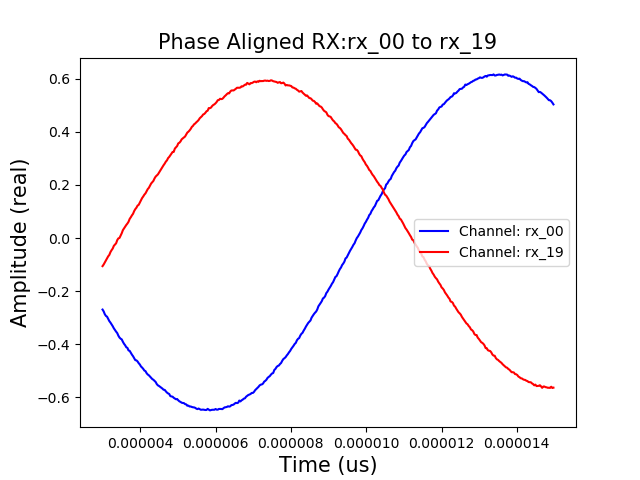 Phase Aligned RX:rx_00 to rx_19
Amplitude (real)
0.6
0.4
0.2
0.0
−0.2
−0.4
−0.6
Channel: rx_00
Channel: rx_19
0.000004 0.000006 0.000008 0.000010 0.000012 0.000014
Time (us)